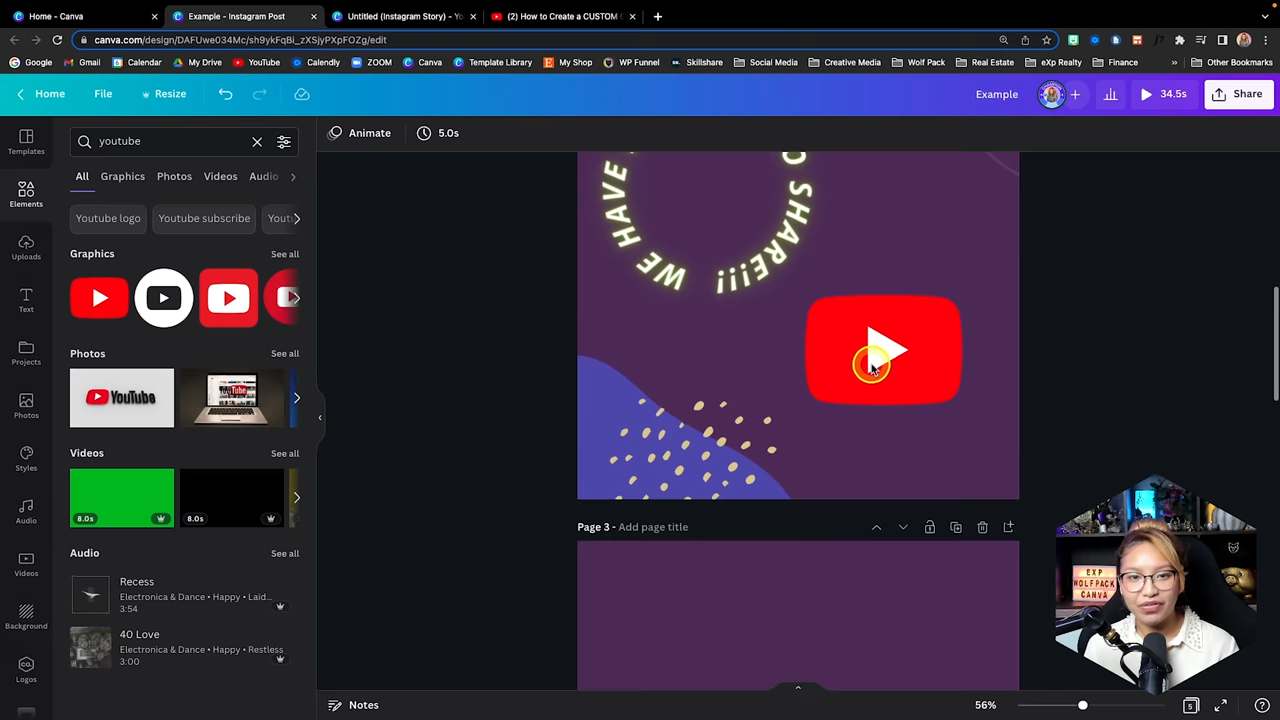 Home - Canva
Example - Instagram Post
Untitled (Instagram Story) - Yo
(2) How to Create a CUSTOM
canva.com/design/DAFUwe034Mc/sh9ykFqBi_zXSjyPXpFOZg/edit
Google
Gmail
Calendar
My Drive
YouTube
Calendly
ZOOM
Canva
Template Library
My Shop
WP Funnel
Skillshare
Social Media
Creative Media
Wolf Pack
Real Estate
eXp Realty
Finance
Other Bookmarks
Home
File
Resize
Example
34.5s
Share
Templates
Elements
Uploads
Text
Projects
Photos
Styles
Audio
Videos
Background
Logos
youtube
All
Graphics
Photos
Videos
Audio
Youtube logo
Youtube subscribe
Graphics
See all
Photos
See all
YouTube
Tube
Videos
See all
8.0s
8.0s
Audio
See all
Recess
Electronica & Dance • Happy • Laid...
3:54
40 Love
Electronica & Dance • Happy • Restless
3:00
Animate
5.0s
WE HAVE
O SHARE!!!
Page 3 - Add page title
EXP
WOLFPACK
CANVA
Notes
56%
5